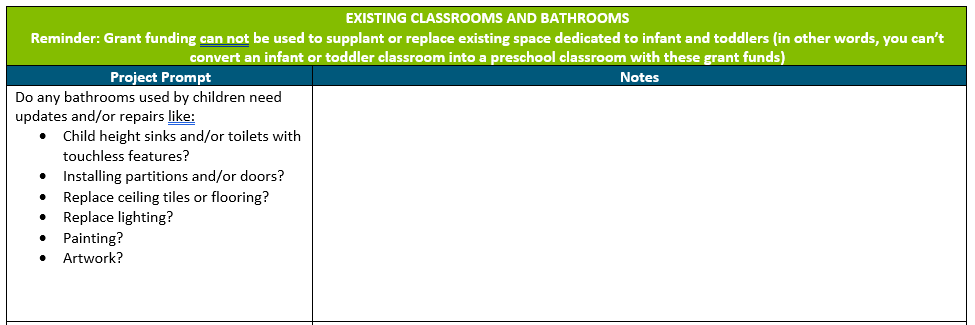 EXISTING CLASSROOMS AND BATHROOMS
Reminder: Grant funding can not be used to supplant or replace existing space dedicated to infant and toddlers (in other words, you can't
convert an infant or toddler classroom into a preschool classroom with these grant funds)
Project Prompt
Notes
Do any bathrooms used by children need
updates and/or repairs like:
• Child height sinks and/or toilets with
touchless features?
• Installing partitions and/or doors?
• Replace ceiling tiles or flooring?
• Replace lighting?
• Painting?
• Artwork?